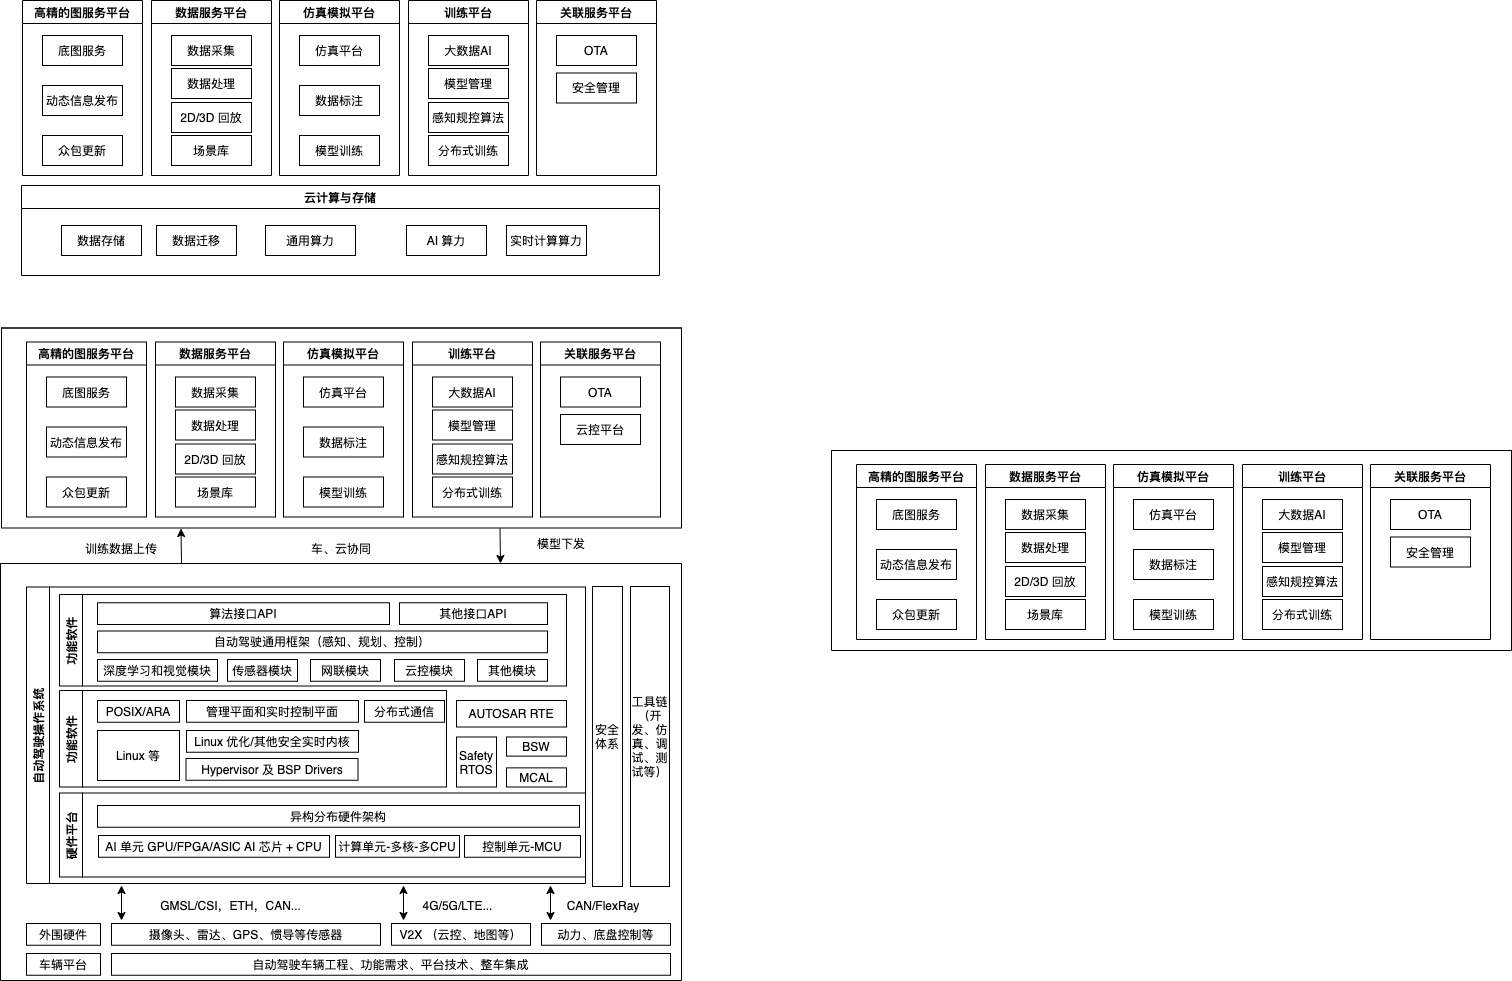 高精的图服务平台
底图服务
动态信息发布
众包更新
数据服务平台
数据采集
数据处理
2D/3D 回放
场景库
仿真模拟平台
仿真平台
数据标注
模型训练
训练平台
大数据AI
模型管理
感知规控算法
分布式训练
关联服务平台
OTA
安全管理
云计算与存储
数据存储
数据迁移
通用算力
AI 算力
实时计算算力
高精的图服务平台
底图服务
动态信息发布
众包更新
数据服务平台
数据采集
数据处理
2D/3D 回放
场景库
仿真模拟平台
仿真平台
数据标注
模型训练
训练平台
大数据AI
模型管理
感知规控算法
分布式训练
关联服务平台
OTA
云控平台
训练数据上传
车、云协同
模型下发
自动驾驶操作系统
功能软件
算法接口API
其他接口API
自动驾驶通用框架（感知、规划、控制）
深度学习和视觉模块
传感器模块
网联模块
云控模块
其他模块
功能软件
POSIX/ARA
管理平面和实时控制平面
分布式通信
Linux 等
Linux 优化/其他安全实时内核
Hypervisor 及 BSP Drivers
AUTOSAR RTE
Safety
RTOS
BSW
MCAL
硬件平台
异构分布硬件架构
AI 单元 GPU/FPGA/ASIC AI 芯片 + CPU
计算单元-多核-多CPU
控制单元-MCU
安全
体系
工具链
（开
发、仿
真、调
试、测
试等）
GMSL/CSI，ETH，CAN...
4G/5G/LTE...
CAN/FlexRay
外围硬件
摄像头、雷达、GPS、惯导等传感器
V2X （云控、地图等）
动力、底盘控制等
车辆平台
自动驾驶车辆工程、功能需求、平台技术、整车集成
高精的图服务平台
底图服务
动态信息发布
众包更新
数据服务平台
数据采集
数据处理
2D/3D 回放
场景库
仿真模拟平台
仿真平台
数据标注
模型训练
训练平台
大数据AI
模型管理
感知规控算法
分布式训练
关联服务平台
OTA
安全管理